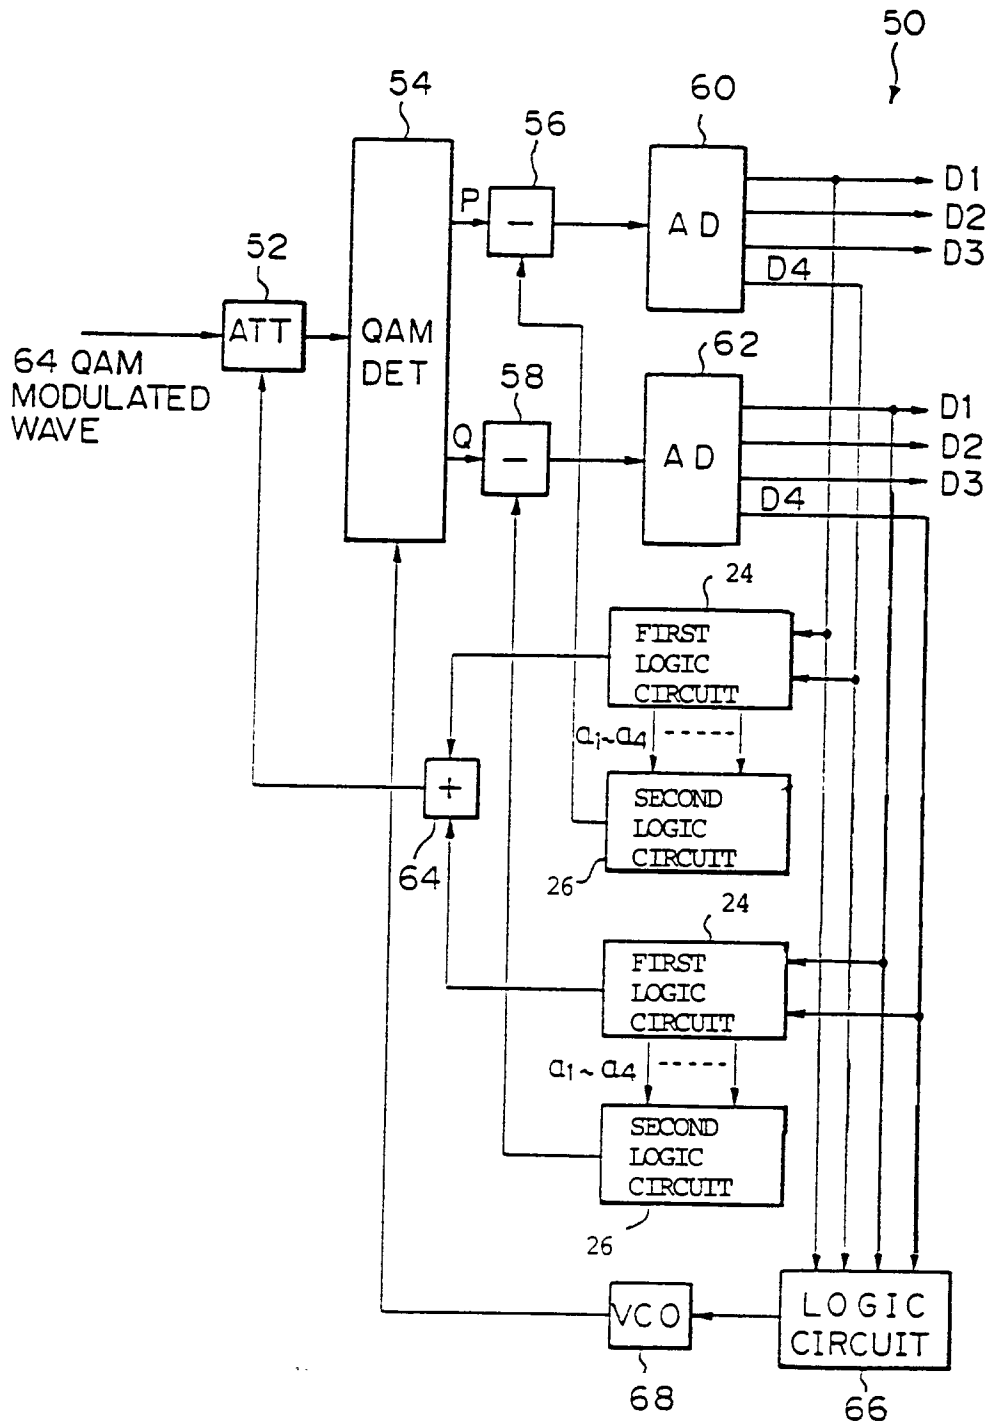 50
54
60
56
P
AD
D1
D2
D3
D4
52
ATT
QAM
DET
64 QAM
MODULATED
WAVE
62
58
Q
AD
D1
D2
D3
D4
24
FIRST
LOGIC
CIRCUIT
a1~a4
SECOND
LOGIC
CIRCUIT
26
+
64
24
FIRST
LOGIC
CIRCUIT
a1~a4
SECOND
LOGIC
CIRCUIT
26
VCO
68
LOGIC
CIRCUIT
66